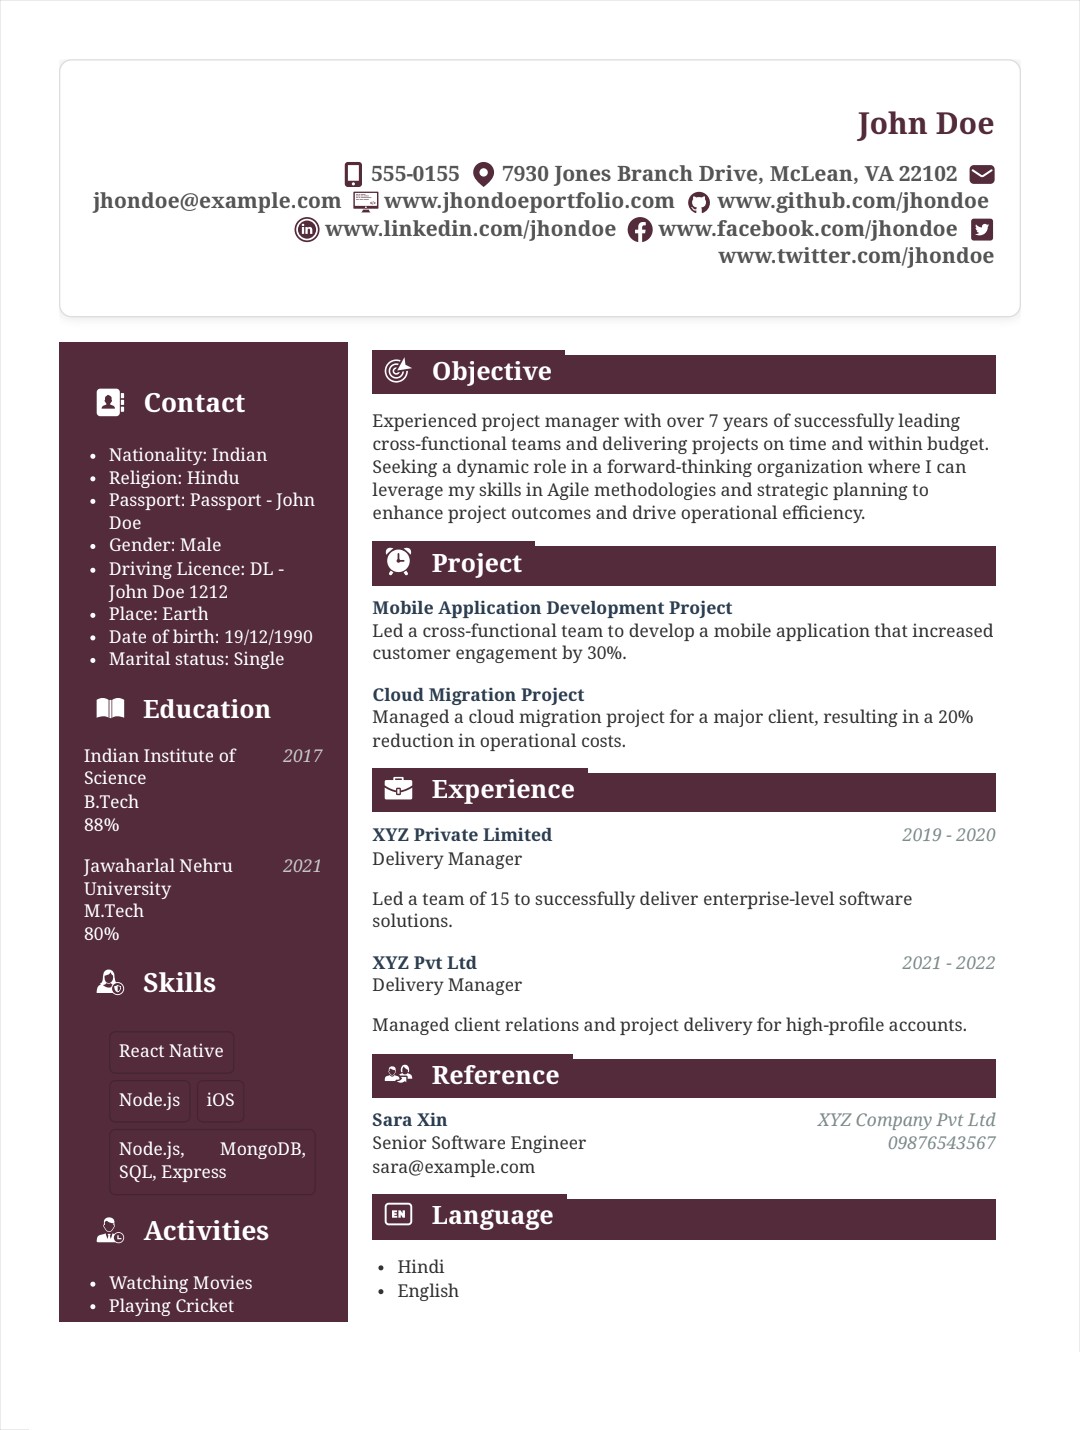 John Doe
555-0155 7930 Jones Branch Drive, McLean, VA 22102
jhondoe@example.com www.jhondoeportfolio.com www.github.com/jhondoe
www.linkedin.com/jhondoe www.facebook.com/jhondoe
www.twitter.com/jhondoe
Contact
Nationality: Indian
Religion: Hindu
Passport: Passport - John
Doe
Gender: Male
Driving Licence: DL -
John Doe 1212
Place: Earth
Date of birth: 19/12/1990
Marital status: Single
Education
Indian Institute of 2017
Science
B.Tech
88%
Jawaharlal Nehru 2021
University
M.Tech
80%
Skills
React Native
Node.js iOS
Node.js, MongoDB,
SQL, Express
Activities
Watching Movies
Playing Cricket
Objective
Experienced project manager with over 7 years of successfully leading
cross-functional teams and delivering projects on time and within budget.
Seeking a dynamic role in a forward-thinking organization where I can
leverage my skills in Agile methodologies and strategic planning to
enhance project outcomes and drive operational efficiency.
Project
Mobile Application Development Project
Led a cross-functional team to develop a mobile application that increased
customer engagement by 30%.
Cloud Migration Project
Managed a cloud migration project for a major client, resulting in a 20%
reduction in operational costs.
Experience
XYZ Private Limited 2019 - 2020
Delivery Manager
Led a team of 15 to successfully deliver enterprise-level software
solutions.
XYZ Pvt Ltd 2021 - 2022
Delivery Manager
Managed client relations and project delivery for high-profile accounts.
Reference
Sara Xin XYZ Company Pvt Ltd
Senior Software Engineer 09876543567
sara@example.com
EN Language
Hindi
English